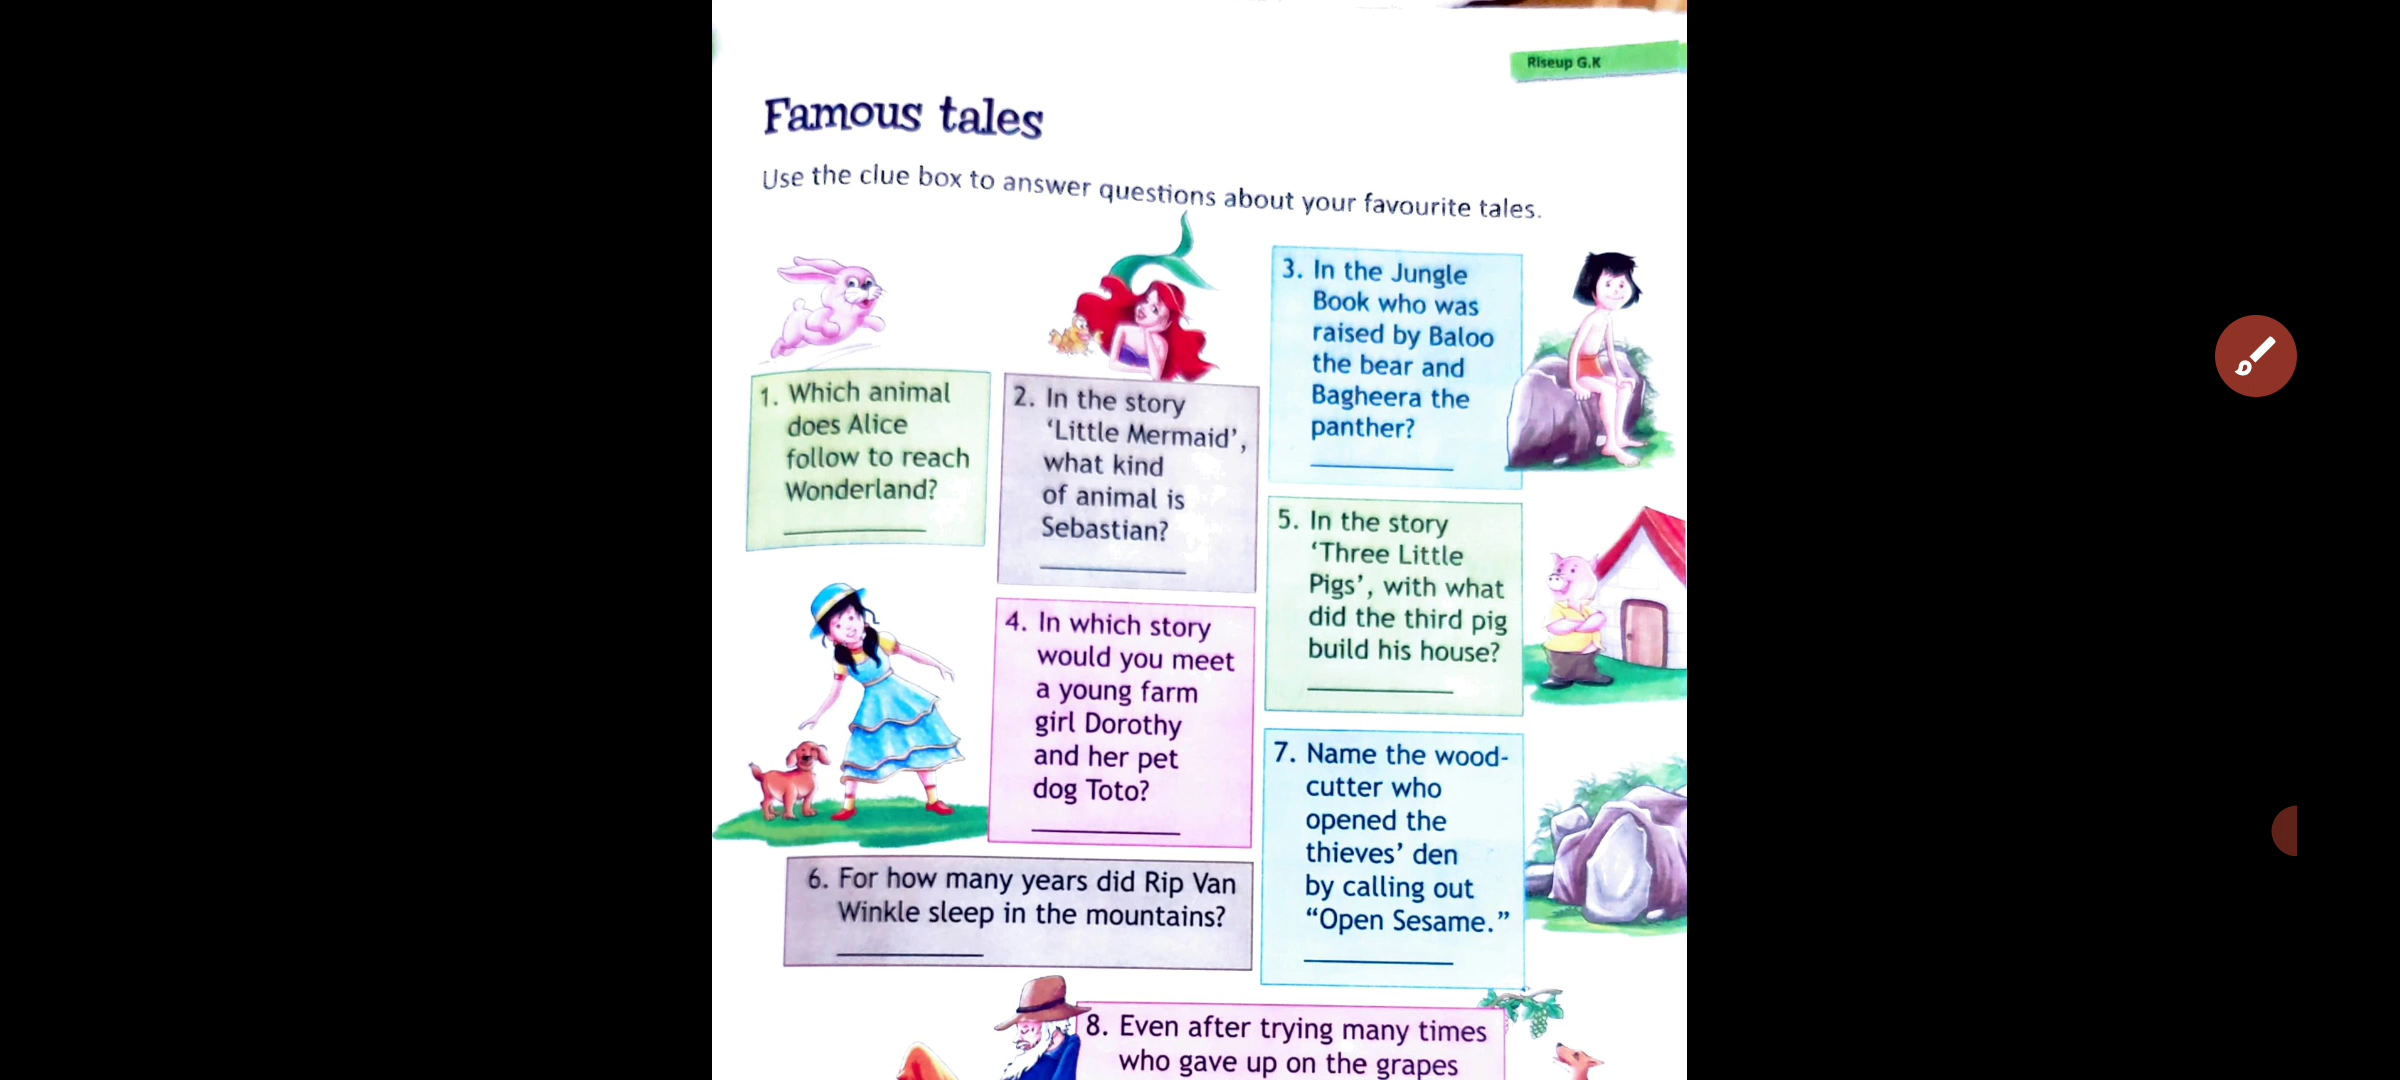 Riseup G.K
Famous tales
Use the clue box to answer questions about your favourite tales.
1. Which animal
does Alice
follow to reach
Wonderland?
2. In the story
‘Little Mermaid’,
what kind
of animal is
Sebastian?
3. In the Jungle
Book who was
raised by Baloo
the bear and
Bagheera the
panther?
4. In which story
would you meet
a young farm
girl Dorothy
and her pet
dog Toto?
5. In the story
‘Three Little
Pigs’, with what
did the third pig
build his house?
6. For how many years did Rip Van
Winkle sleep in the mountains?
7. Name the wood-
cutter who
opened the
thieves’ den
by calling out
“Open Sesame.”
8. Even after trying many times
who gave up on the grapes